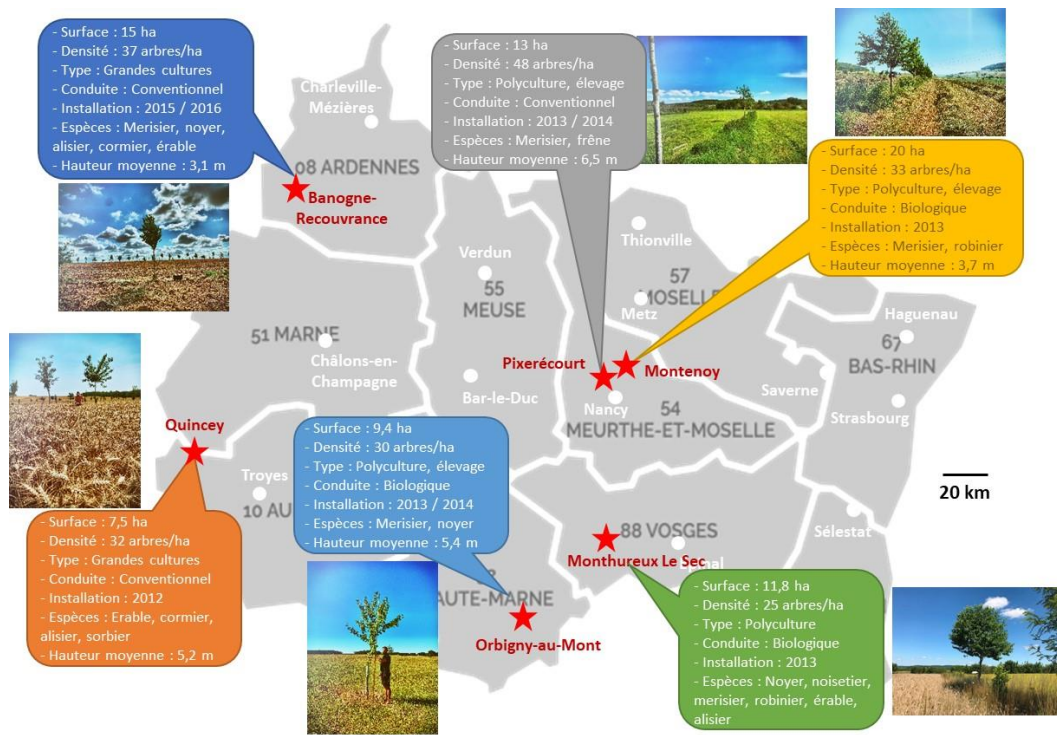 - Surface : 15 ha
- Densité : 37 arbres/ha
- Type : Grandes cultures
- Conduite : Conventionnel
- Installation : 2015 / 2016
- Espèces : Merisier, noyer,
alisier, cormier, érable
- Hauteur moyenne : 3,1 m
- Surface : 13 ha
- Densité : 48 arbres/ha
- Type : Polyculture, élevage
- Conduite : Conventionnel
- Installation : 2013 / 2014
- Espèces : Merisier, frêne
- Hauteur moyenne : 6,5 m
- Surface : 20 ha
- Densité : 33 arbres/ha
- Type : Polyculture, élevage
- Conduite : Biologique
- Installation : 2013
- Espèces : Merisier, robinier
- Hauteur moyenne : 3,7 m
Charleville-
Mézières
08 ARDENNES
Banogne-
Recouvrance
Thionville
Verdun
55
MEUSE
57
MOSELLE
Metz
Haguenau
67
BAS-RHIN
51 MARNE
Châlons-en-
Champagne
Pixerécourt
Montenoy
Saverne
Bar-le-Duc
Nancy
Strasbourg
54
MEURTHE-ET-MOSELLE
Quincey
Troyes
10 AU
- Surface : 9,4 ha
- Densité : 30 arbres/ha
- Type : Polyculture, élevage
- Conduite : Biologique
- Installation : 2013 / 2014
- Espèces : Merisier, noyer
- Hauteur moyenne : 5,4 m
20 km
- Surface : 7,5 ha
- Densité : 32 arbres/ha
- Type : Grandes cultures
- Conduite : Conventionnel
- Installation : 2012
- Espèces : Erable, cormier,
alisier, sorbier
- Hauteur moyenne : 5,2 m
88 VOSGES
Sélestat
Monthureux Le Sec
AUTE-MARNE
Orbigny-au-Mont
- Surface : 11,8 ha
- Densité : 25 arbres/ha
- Type : Polyculture
- Conduite : Biologique
- Installation : 2013
- Espèces : Noyer, noisetier,
merisier, robinier, érable,
alisier